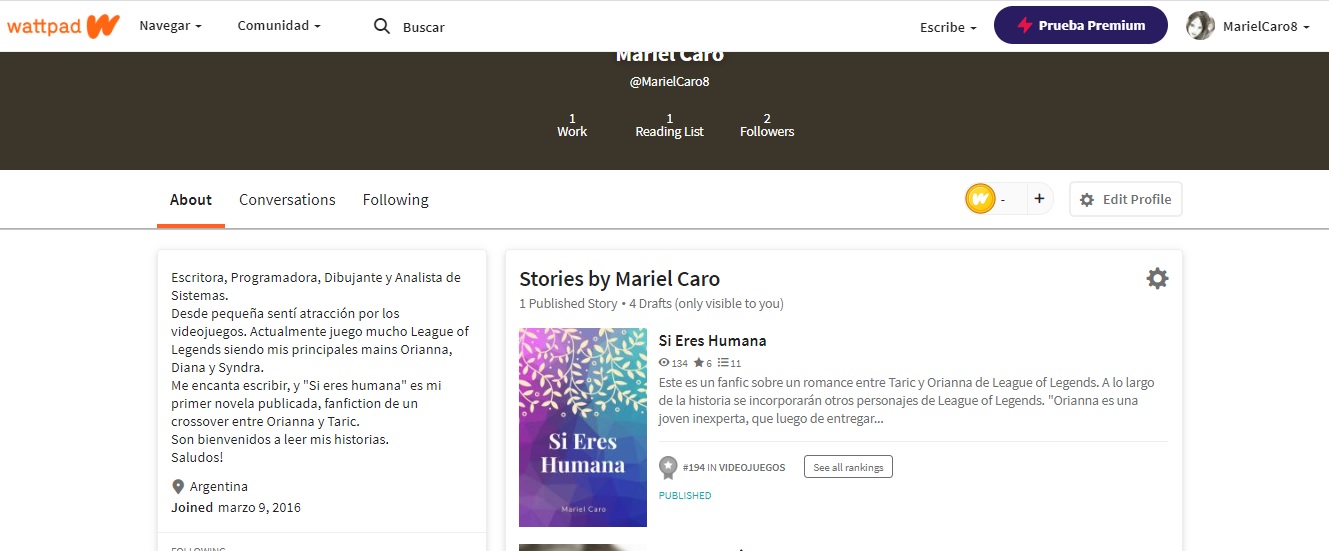 wattpad
Navegar
Comunidad
Buscar
Escribe
Prueba Premium
MarielCaro8
Mariel Caro
@MarielCaro8
1
Work
1
Reading List
2
Followers
About
Conversations
Following
-
+
Edit Profile
Escritora, Programadora, Dibujante y Analista de
Sistemas.
Desde pequeña sentí atracción por los
videojuegos. Actualmente juego mucho League of
Legends siendo mis principales mains Orianna,
Diana y Syndra.
Me encanta escribir, y "Si eres humana" es mi
primer novela publicada, fanfiction de un
crossover entre Orianna y Taric.
Son bienvenidos a leer mis historias.
Saludos!
Argentina
Joined marzo 9, 2016
FOLLOWING
Stories by Mariel Caro
1 Published Story • 4 Drafts (only visible to you)
Si Eres
Humana
Mariel Caro
Si Eres Humana
134 6 11
Este es un fanfic sobre un romance entre Taric y Orianna de League of Legends. A lo largo
de la historia se incorporarán otros personajes de League of Legends. "Orianna es una
joven inexperta, que luego de entregar...
#194 IN VIDEOJUEGOS
See all rankings
PUBLISHED